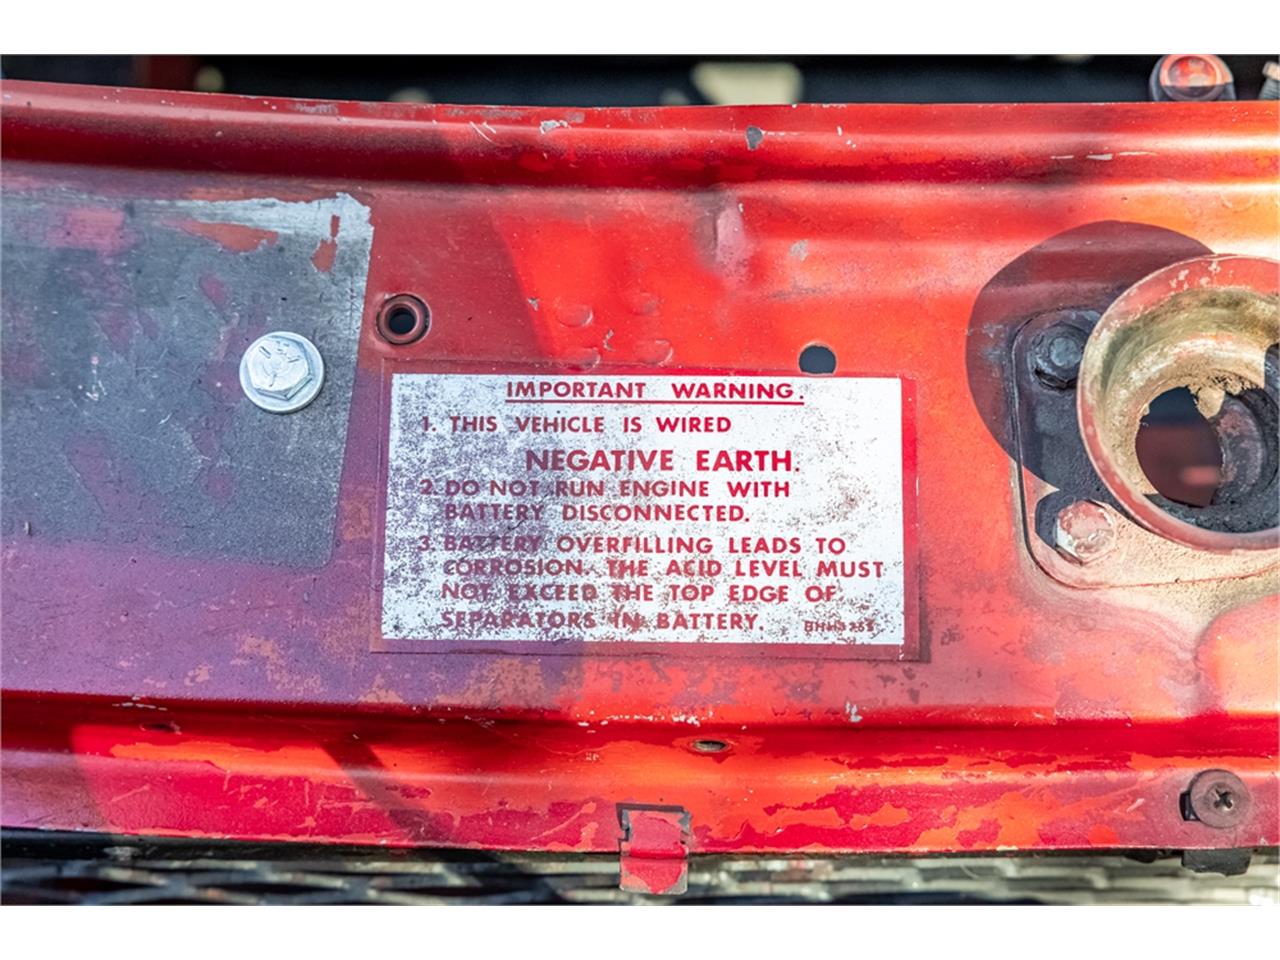 IMPORTANT WARNING.
1. THIS VEHICLE IS WIRED
NEGATIVE EARTH.
2. DO NOT RUN ENGINE WITH
BATTERY DISCONNECTED.
3. BATTERY OVERFILLING LEADS TO
CORROSION. THE ACID LEVEL MUST
NOT EXCEED THE TOP EDGE OF
SEPARATORS IN BATTERY.